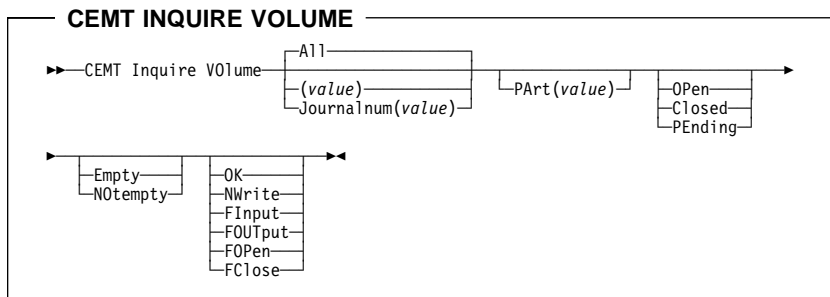 CEMT INQUIRE VOLUME
All
CEMT Inquire VOlume
(value)
Journalnum(value)
PArt(value)
OPen
Closed
PEnding
Empty
NOtempty
OK
NWrite
FInput
FOUTput
FOPen
FClose